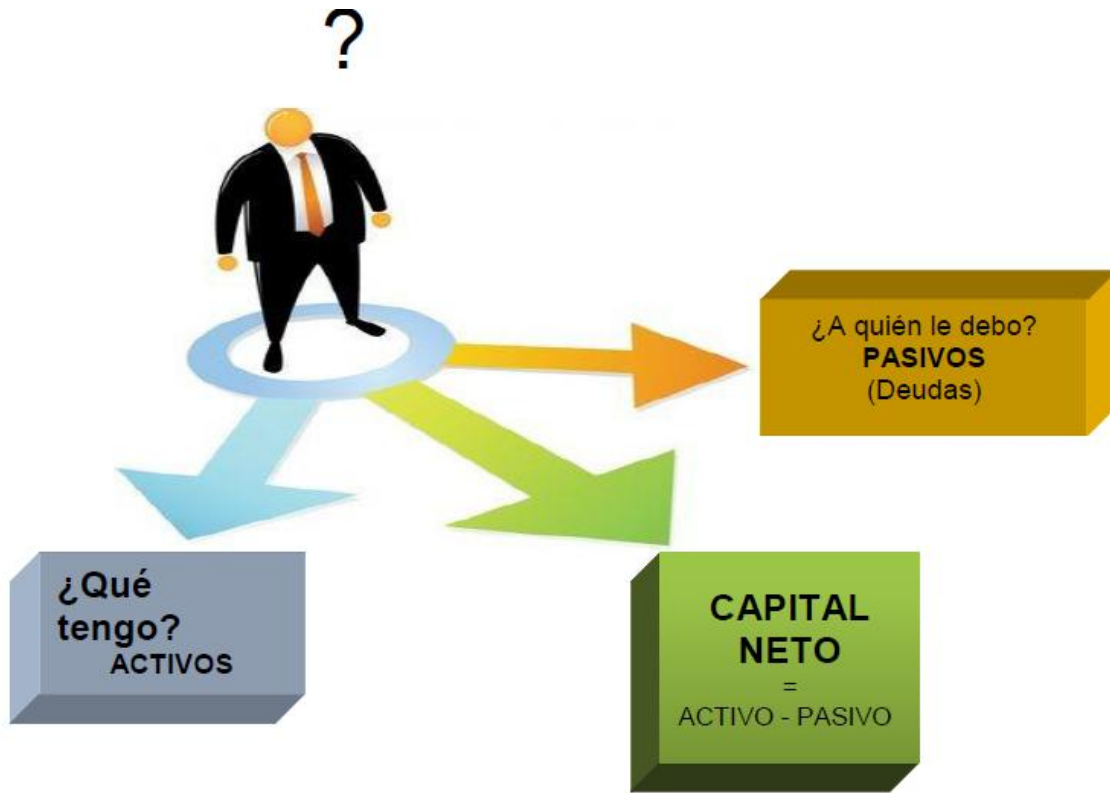 ?
¿A quién le debo?
PASIVOS
(Deudas)
¿Qué
tengo?
ACTIVOS
CAPITAL
NETO
=
ACTIVO - PASIVO